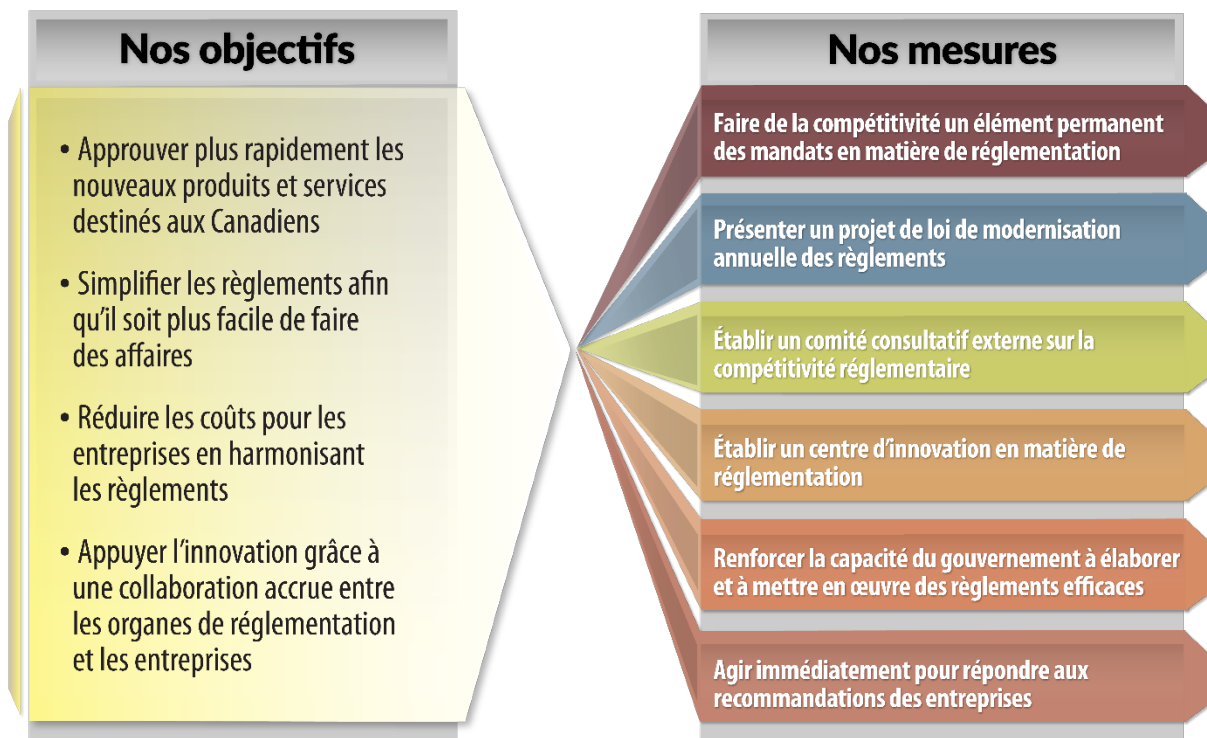 Nos objectifs
• Approuver plus rapidement les
nouveaux produits et services
destinés aux Canadiens
• Simplifier les règlements afin
qu'il soit plus facile de faire
des affaires
• Réduire les coûts pour les
entreprises en harmonisant
les règlements
• Appuyer l'innovation grâce à
une collaboration accrue entre
les organes de réglementation
et les entreprises
Nos mesures
Faire de la compétitivité un élément permanent
des mandats en matière de réglementation
Présenter un projet de loi de modernisation
annuelle des règlements
Établir un comité consultatif externe sur la
compétitivité réglementaire
Établir un centre d'innovation en matière de
réglementation
Renforcer la capacité du gouvernement à élaborer
et à mettre en œuvre des règlements efficaces
Agir immédiatement pour répondre aux
recommandations des entreprises